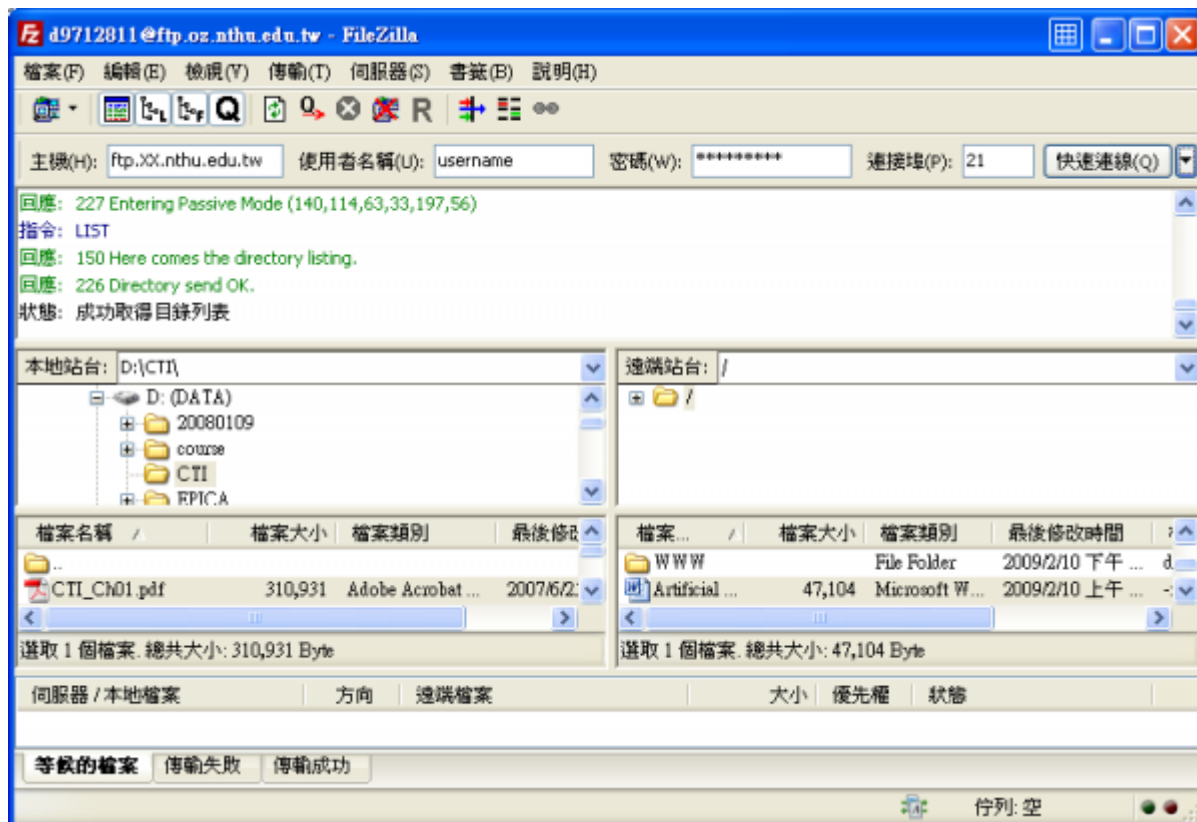 d9712811@ftp.oz.nthu.edu.tw - FileZilla
檔案(F) 編輯(E) 檢視(V) 傳輸(T) 伺服器(S) 書籤(B) 說明(H)
主機(H): ftp.XX.nthu.edu.tw 使用者名稱(U): username 密碼(W): ********* 連接埠(P): 21 快速連線(Q)
回應: 227 Entering Passive Mode (140,114,63,33,197,56)
指令: LIST
回應: 150 Here comes the directory listing.
回應: 226 Directory send OK.
狀態: 成功取得目錄列表
本地站台: D:\CTI\
D: (DATA)
20080109
course
CTI
EPICA
遠端站台: /
/
檔案名稱 檔案大小 檔案類別 最後修改
..
CTI_Ch01.pdf 310,931 Adobe Acrobat ... 2007/6/2
選取 1 個檔案. 總共大小: 310,931 Byte
檔案... 檔案大小 檔案類別 最後修改時間
WWW File Folder 2009/2/10 下午 ... d
Artificial ... 47,104 Microsoft W... 2009/2/10 上午 ... -
選取 1 個檔案. 總共大小: 47,104 Byte
伺服器 / 本地檔案 方向 遠端檔案 大小 優先權 狀態
等候的檔案 傳輸失敗 傳輸成功
佇列: 空